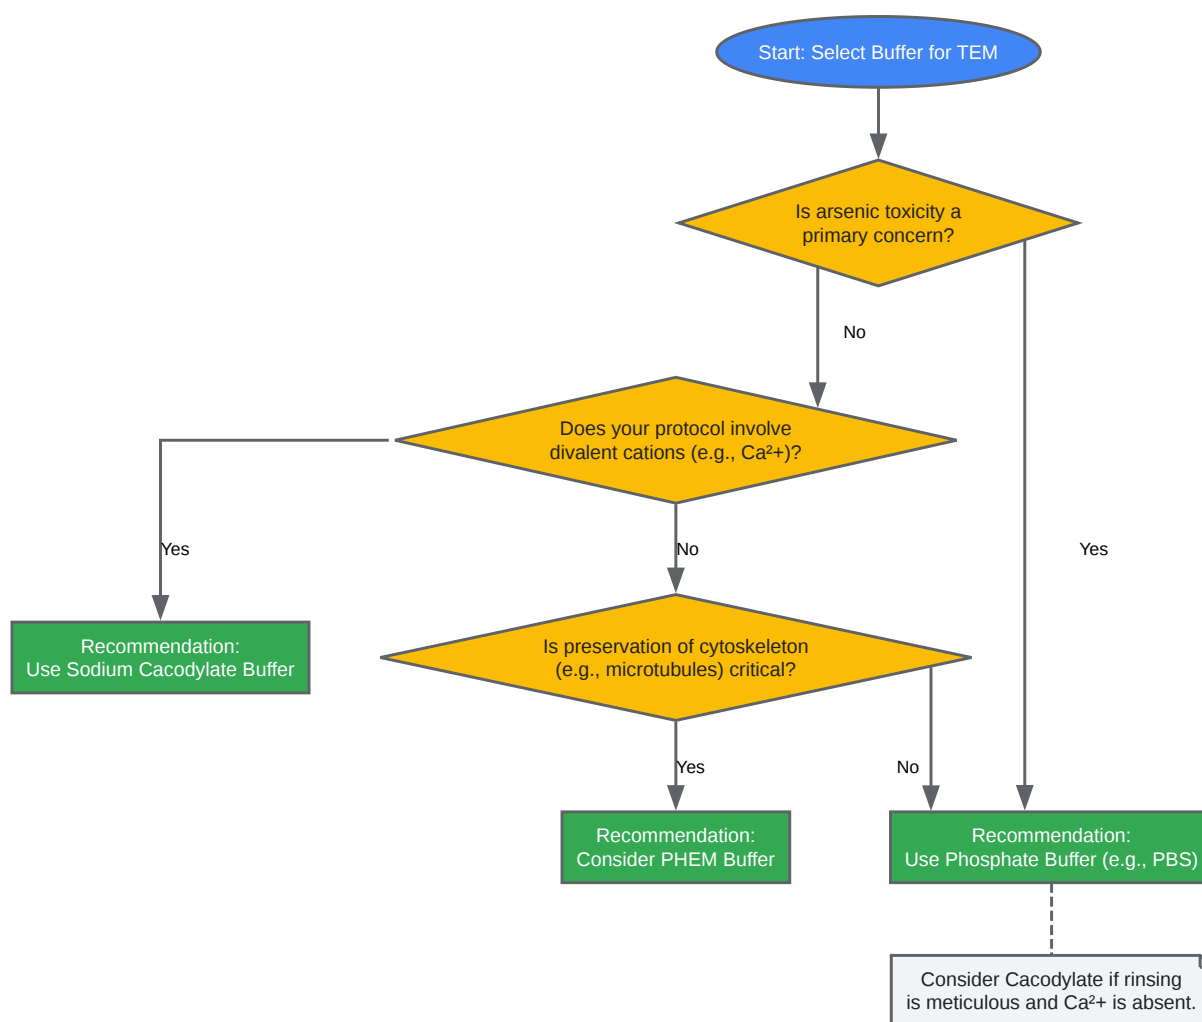 Start: Select Buffer for TEM
Is arsenic toxicity a
primary concern?
No
Does your protocol involve
divalent cations (e.g., Ca²+)?
Yes
No
Yes
Recommendation:
Use Sodium Cacodylate Buffer
Is preservation of cytoskeleton
(e.g., microtubules) critical?
Yes
No
Recommendation:
Consider PHEM Buffer
Recommendation:
Use Phosphate Buffer (e.g., PBS)
Consider Cacodylate if rinsing
is meticulous and Ca²+ is absent.